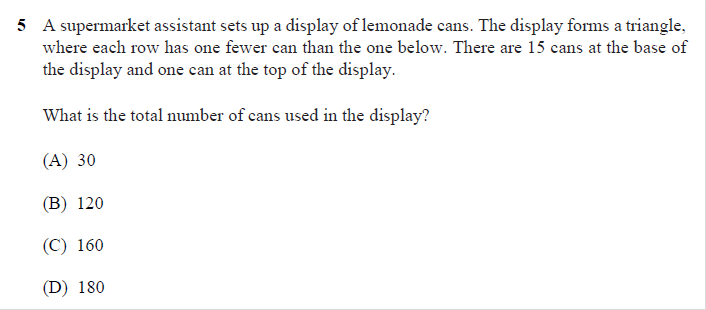 5 A supermarket assistant sets up a display of lemonade cans. The display forms a triangle,
where each row has one fewer can than the one below. There are 15 cans at the base of
the display and one can at the top of the display.
What is the total number of cans used in the display?
(A) 30
(B) 120
(C) 160
(D) 180